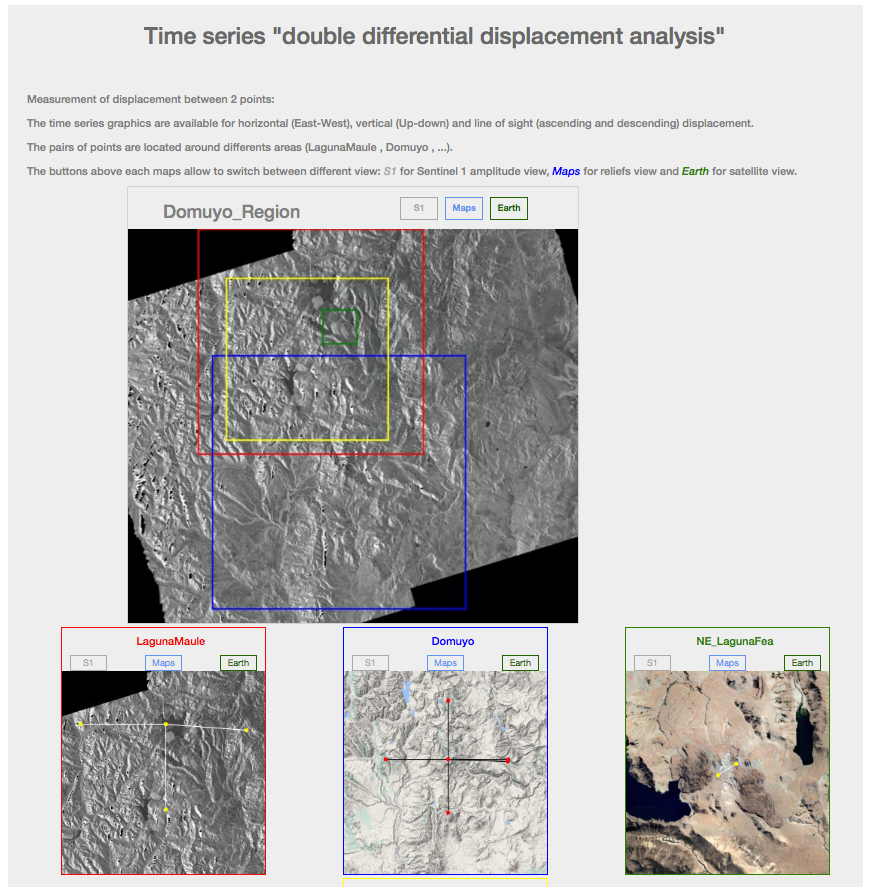 Time series "double differential displacement analysis"
Measurement of displacement between 2 points:
The time series graphics are available for horizontal (East-West), vertical (Up-down) and line of sight (ascending and descending) displacement.
The pairs of points are located around differents areas (LagunaMaule , Domuyo , ...).
The buttons above each maps allow to switch between different view: S1 for Sentinel 1 amplitude view, Maps for reliefs view and Earth for satellite view.
Domuyo_Region S1 Maps Earth
LagunaMaule
S1 Maps Earth
Domuyo
S1 Maps Earth
NE_LagunaFea
S1 Maps Earth